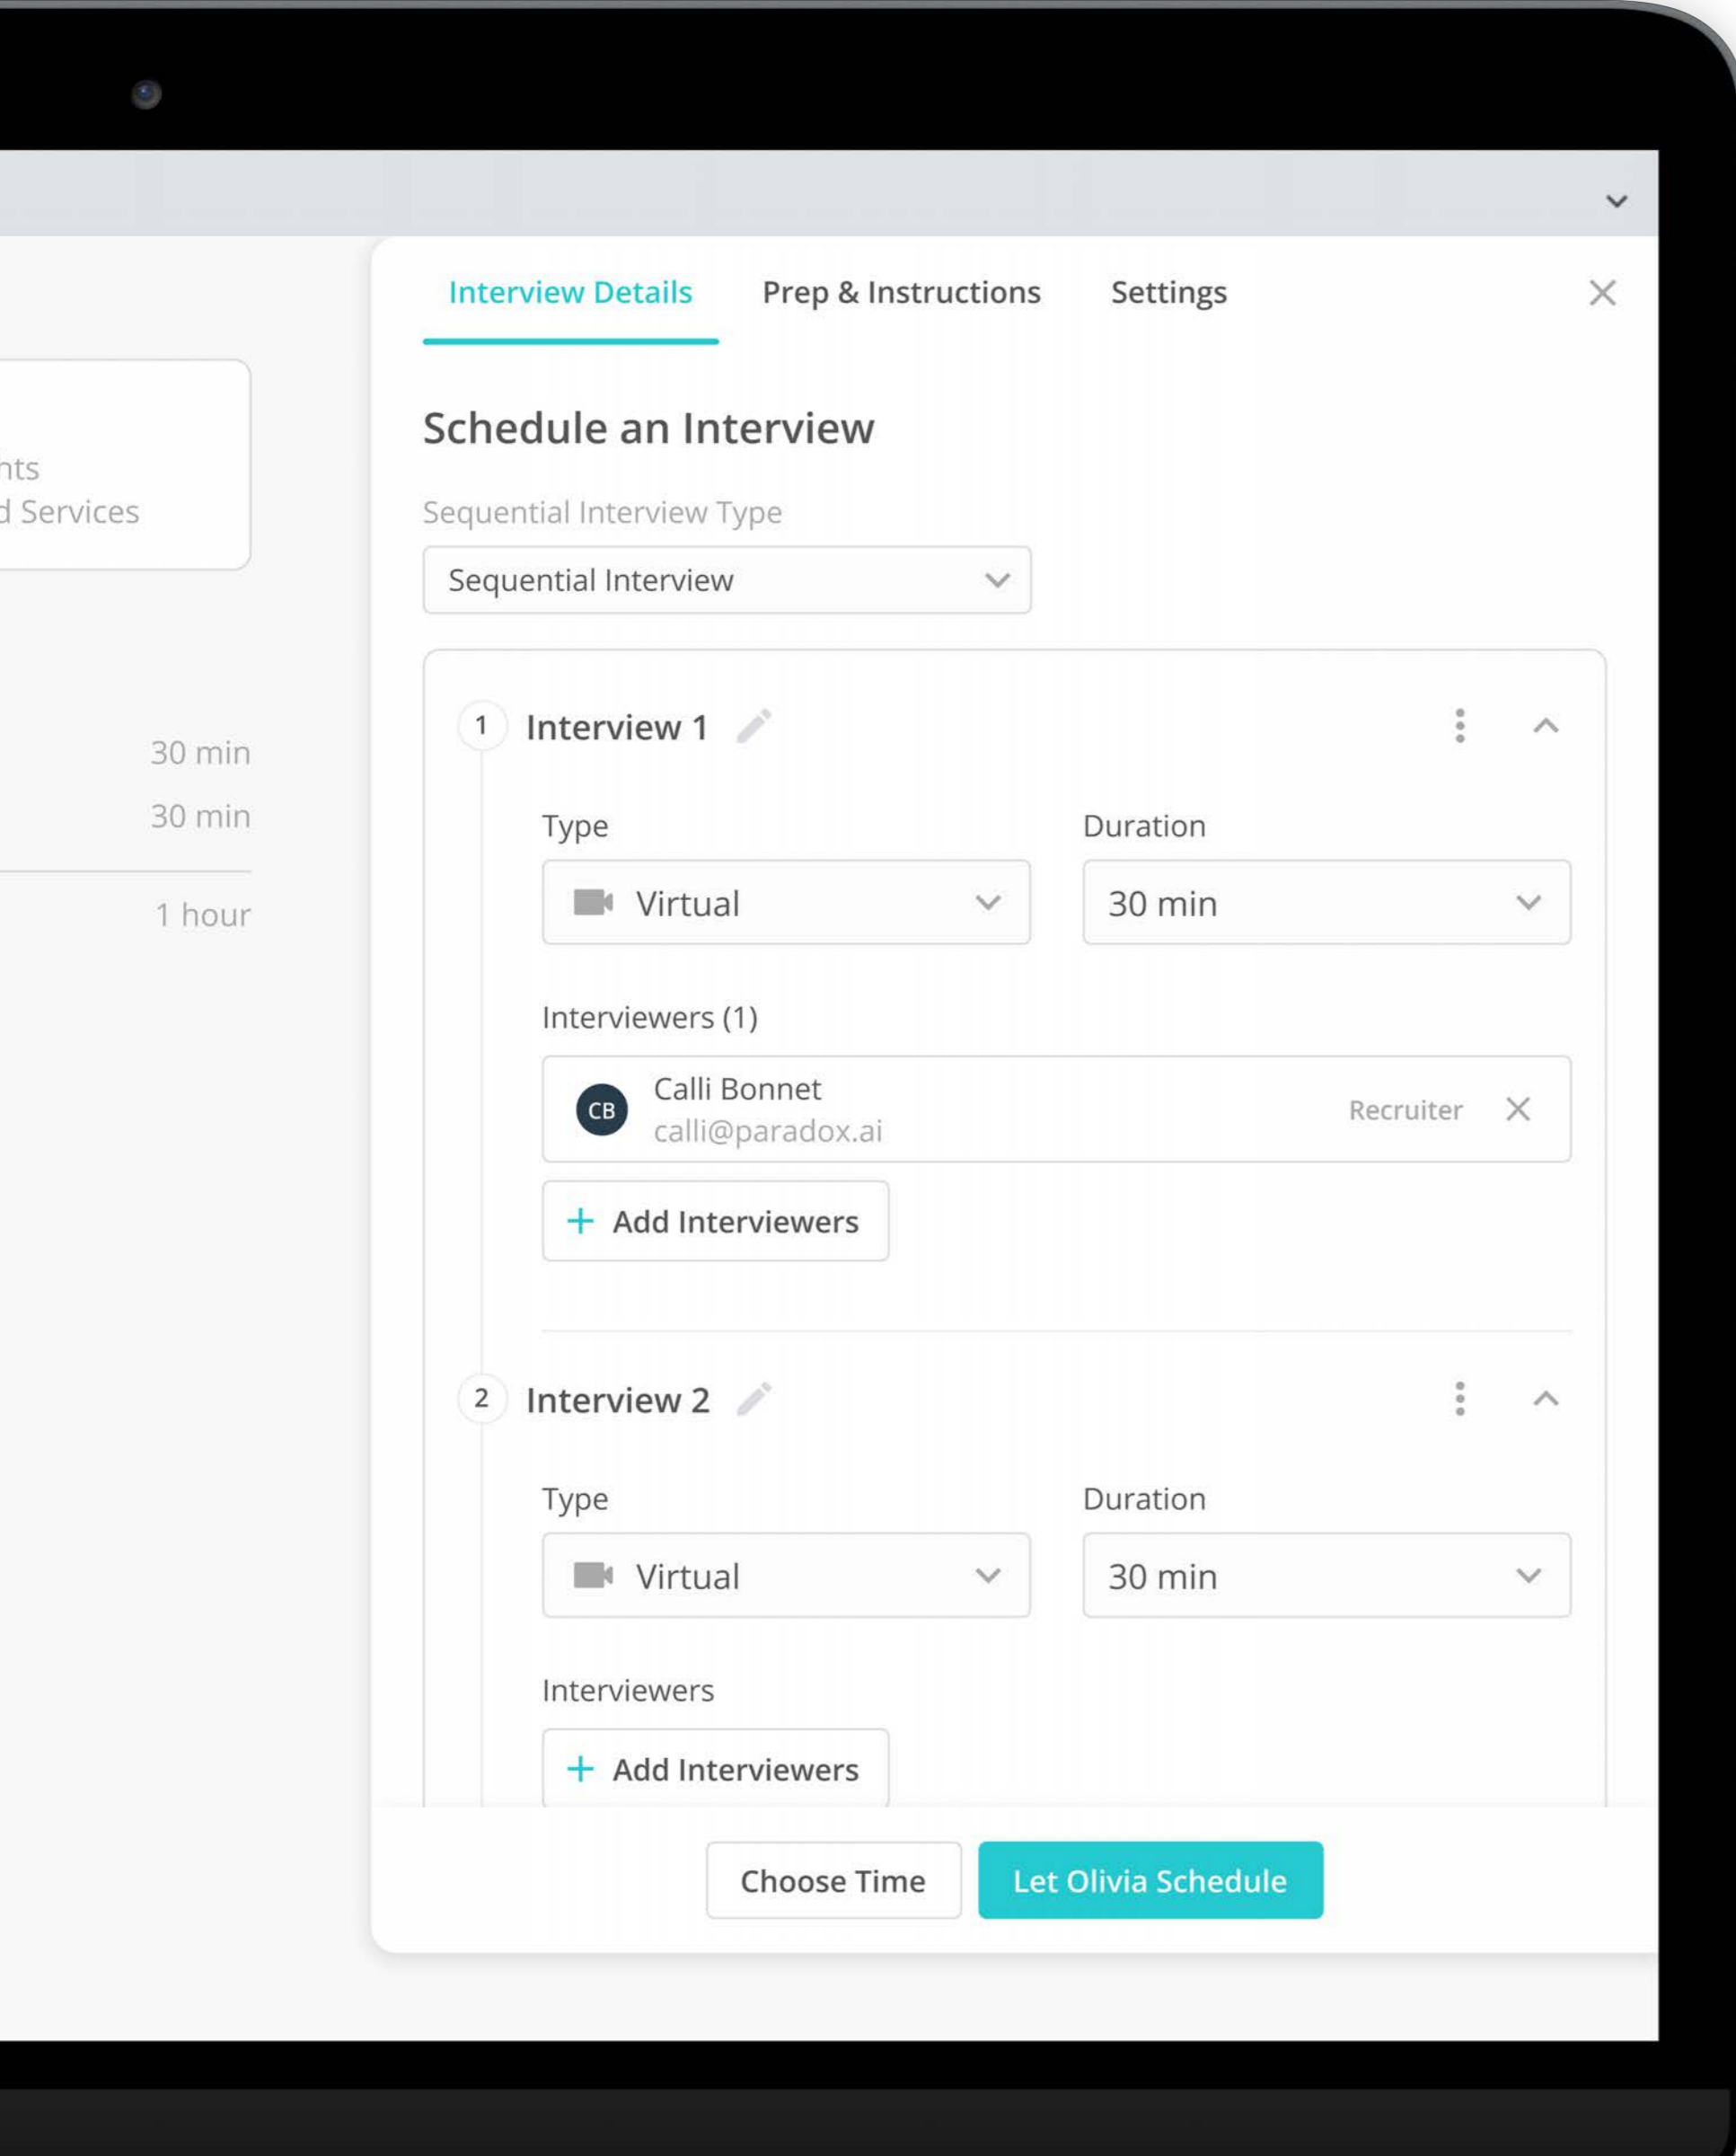 Services
30 min
30 min
1 hour
Interview Details Prep & Instructions Settings
Schedule an Interview
Sequential Interview Type
Sequential Interview
1 Interview 1
Type Duration
Virtual 30 min
Interviewers (1)
CB Calli Bonnet
calli@paradox.ai
Recruiter
+ Add Interviewers
2 Interview 2
Type Duration
Virtual 30 min
Interviewers
+ Add Interviewers
Choose Time Let Olivia Schedule